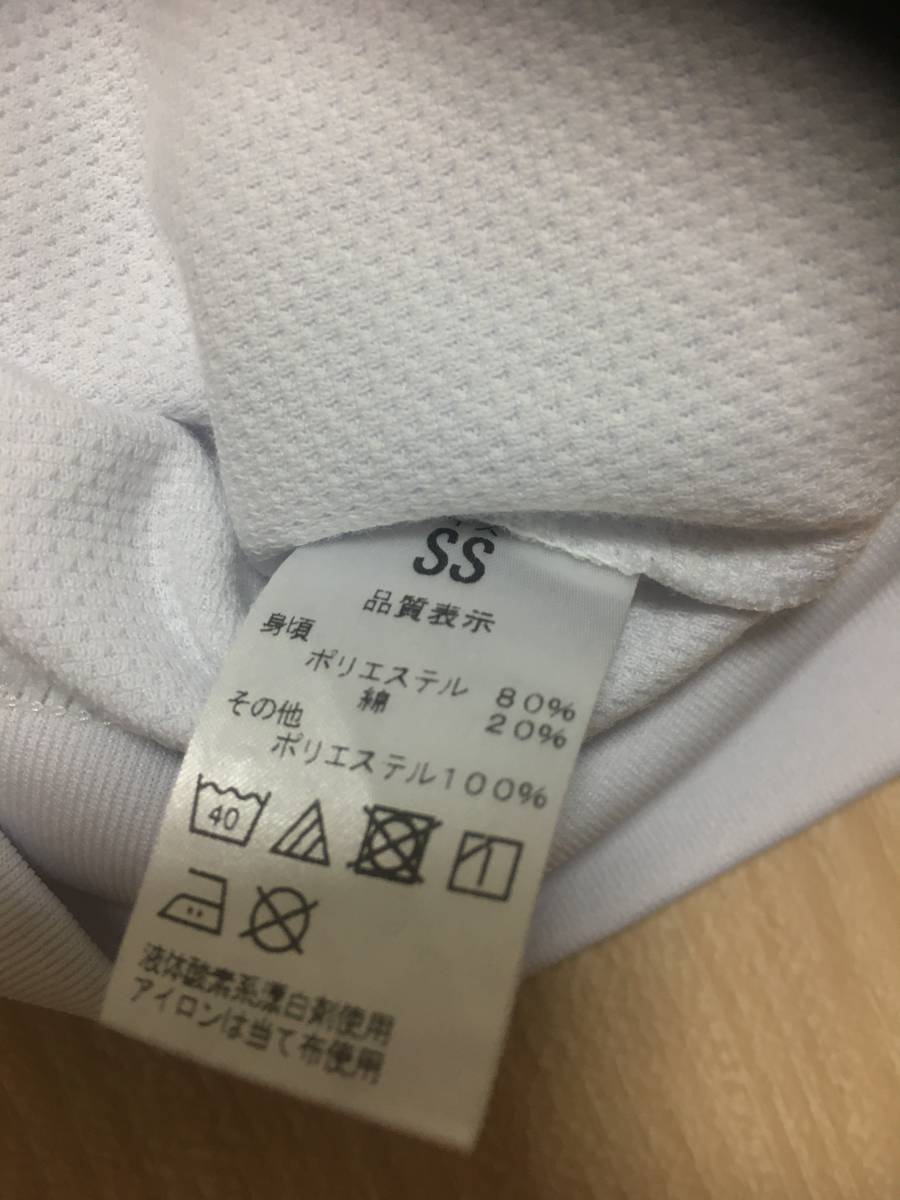 SS
品質表示
身頃
ポリエステル 80%
綿 20%
その他
ポリエステル100%
40
液体酸素系漂白剤使用
アイロンは当て布使用